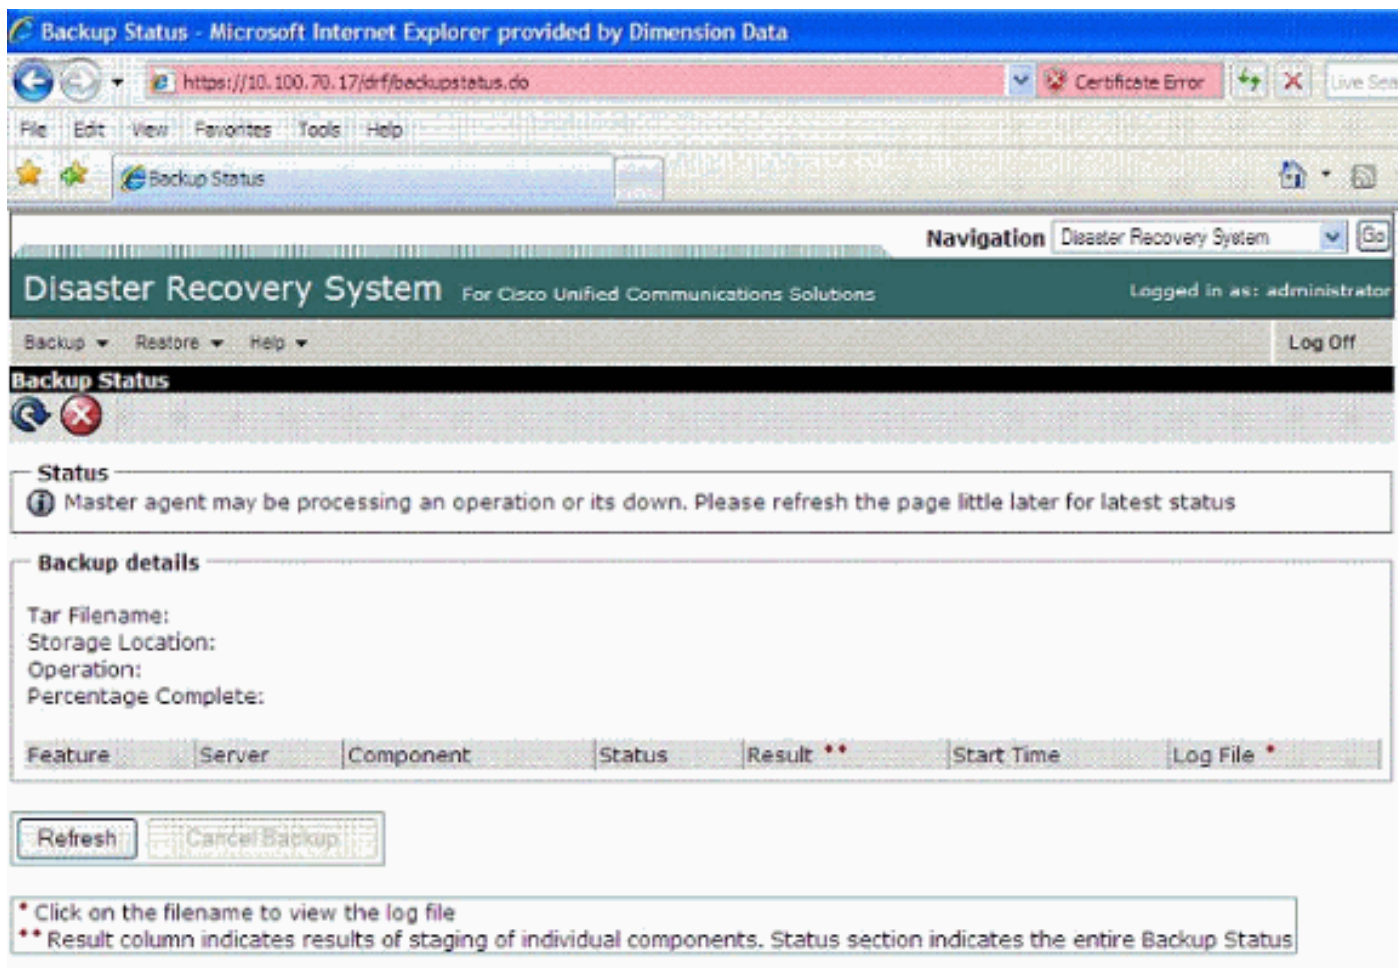 Backup Status - Microsoft Internet Explorer provided by Dimension Data
https://10.100.70.17/drf/backupstatus.do Certificate Error Live Sea
File Edit View Favorites Tools Help
Backup Status
Navigation Disaster Recovery System Go
Disaster Recovery System For Cisco Unified Communications Solutions Logged in as: administrator
Backup Restore Help Log Off
Backup Status
Status
Master agent may be processing an operation or its down. Please refresh the page little later for latest status
Backup details
Tar Filename:
Storage Location:
Operation:
Percentage Complete:
Feature Server Component Status Result ** Start Time Log File *
Refresh Cancel Backup
* Click on the filename to view the log file
** Result column indicates results of staging of individual components. Status section indicates the entire Backup Status